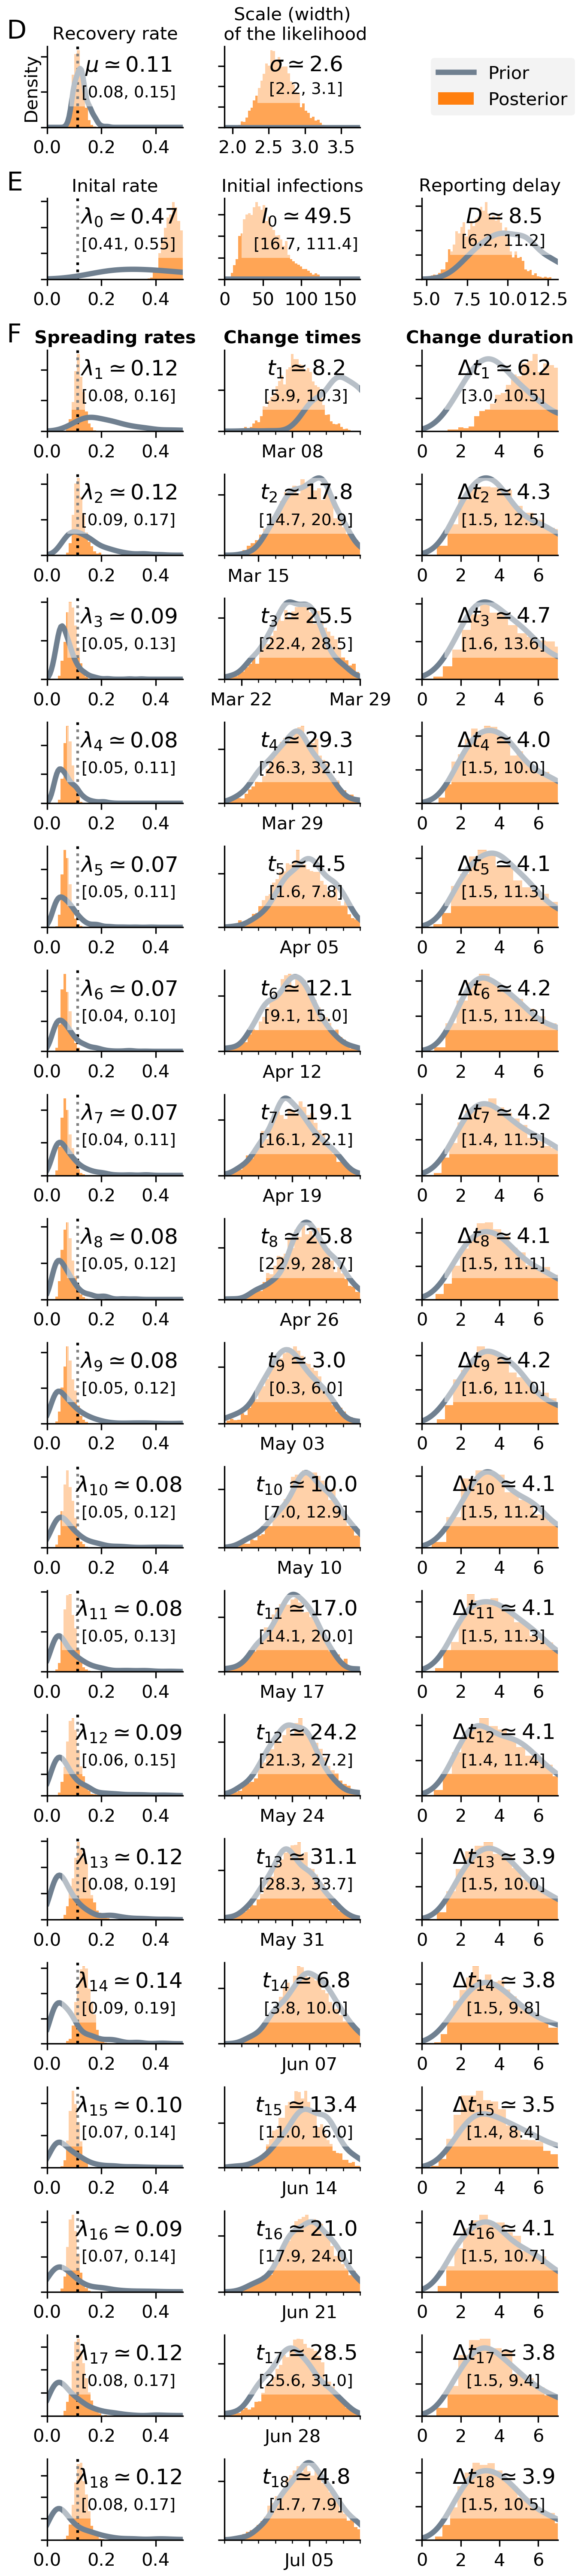 D
Recovery rate
Scale (width)
of the likelihood
Density
μ ≃ 0.11
[0.08, 0.15]
σ ≃ 2.6
[2.2, 3.1]
Prior
Posterior
0.0 0.2 0.4
2.0 2.5 3.0 3.5
E
Inital rate
Initial infections
Reporting delay
λ0 ≃ 0.47
[0.41, 0.55]
I0 ≃ 49.5
[16.7, 111.4]
D ≃ 8.5
[6.2, 11.2]
0.0 0.2 0.4
0 50 100 150
5.0 7.5 10.0 12.5
F
Spreading rates
Change times
Change duration
λ1 ≃ 0.12
[0.08, 0.16]
t1 ≃ 8.2
[5.9, 10.3]
Δt1 ≃ 6.2
[3.0, 10.5]
0.0 0.2 0.4
Mar 08
0 2 4 6
λ2 ≃ 0.12
[0.09, 0.17]
t2 ≃ 17.8
[14.7, 20.9]
Δt2 ≃ 4.3
[1.5, 12.5]
0.0 0.2 0.4
Mar 15
0 2 4 6
λ3 ≃ 0.09
[0.05, 0.13]
t3 ≃ 25.5
[22.4, 28.5]
Δt3 ≃ 4.7
[1.6, 13.6]
0.0 0.2 0.4
Mar 22 Mar 29
0 2 4 6
λ4 ≃ 0.08
[0.05, 0.11]
t4 ≃ 29.3
[26.3, 32.1]
Δt4 ≃ 4.0
[1.5, 10.0]
0.0 0.2 0.4
Mar 29
0 2 4 6
λ5 ≃ 0.07
[0.05, 0.11]
t5 ≃ 4.5
[1.6, 7.8]
Δt5 ≃ 4.1
[1.5, 11.3]
0.0 0.2 0.4
Apr 05
0 2 4 6
λ6 ≃ 0.07
[0.04, 0.10]
t6 ≃ 12.1
[9.1, 15.0]
Δt6 ≃ 4.2
[1.5, 11.2]
0.0 0.2 0.4
Apr 12
0 2 4 6
λ7 ≃ 0.07
[0.04, 0.11]
t7 ≃ 19.1
[16.1, 22.1]
Δt7 ≃ 4.2
[1.4, 11.5]
0.0 0.2 0.4
Apr 19
0 2 4 6
λ8 ≃ 0.08
[0.05, 0.12]
t8 ≃ 25.8
[22.9, 28.7]
Δt8 ≃ 4.1
[1.5, 11.1]
0.0 0.2 0.4
Apr 26
0 2 4 6
λ9 ≃ 0.08
[0.05, 0.12]
t9 ≃ 3.0
[0.3, 6.0]
Δt9 ≃ 4.2
[1.6, 11.0]
0.0 0.2 0.4
May 03
0 2 4 6
λ10 ≃ 0.08
[0.05, 0.12]
t10 ≃ 10.0
[7.0, 12.9]
Δt10 ≃ 4.1
[1.5, 11.2]
0.0 0.2 0.4
May 10
0 2 4 6
λ11 ≃ 0.08
[0.05, 0.13]
t11 ≃ 17.0
[14.1, 20.0]
Δt11 ≃ 4.1
[1.5, 11.3]
0.0 0.2 0.4
May 17
0 2 4 6
λ12 ≃ 0.09
[0.06, 0.15]
t12 ≃ 24.2
[21.3, 27.2]
Δt12 ≃ 4.1
[1.4, 11.4]
0.0 0.2 0.4
May 24
0 2 4 6
λ13 ≃ 0.12
[0.08, 0.19]
t13 ≃ 31.1
[28.3, 33.7]
Δt13 ≃ 3.9
[1.5, 10.0]
0.0 0.2 0.4
May 31
0 2 4 6
λ14 ≃ 0.14
[0.09, 0.19]
t14 ≃ 6.8
[3.8, 10.0]
Δt14 ≃ 3.8
[1.5, 9.8]
0.0 0.2 0.4
Jun 07
0 2 4 6
λ15 ≃ 0.10
[0.07, 0.14]
t15 ≃ 13.4
[11.0, 16.0]
Δt15 ≃ 3.5
[1.4, 8.4]
0.0 0.2 0.4
Jun 14
0 2 4 6
λ16 ≃ 0.09
[0.07, 0.14]
t16 ≃ 21.0
[17.9, 24.0]
Δt16 ≃ 4.1
[1.5, 10.7]
0.0 0.2 0.4
Jun 21
0 2 4 6
λ17 ≃ 0.12
[0.08, 0.17]
t17 ≃ 28.5
[25.6, 31.0]
Δt17 ≃ 3.8
[1.5, 9.4]
0.0 0.2 0.4
Jun 28
0 2 4 6
λ18 ≃ 0.12
[0.08, 0.17]
t18 ≃ 4.8
[1.7, 7.9]
Δt18 ≃ 3.9
[1.5, 10.5]
0.0 0.2 0.4
Jul 05
0 2 4 6